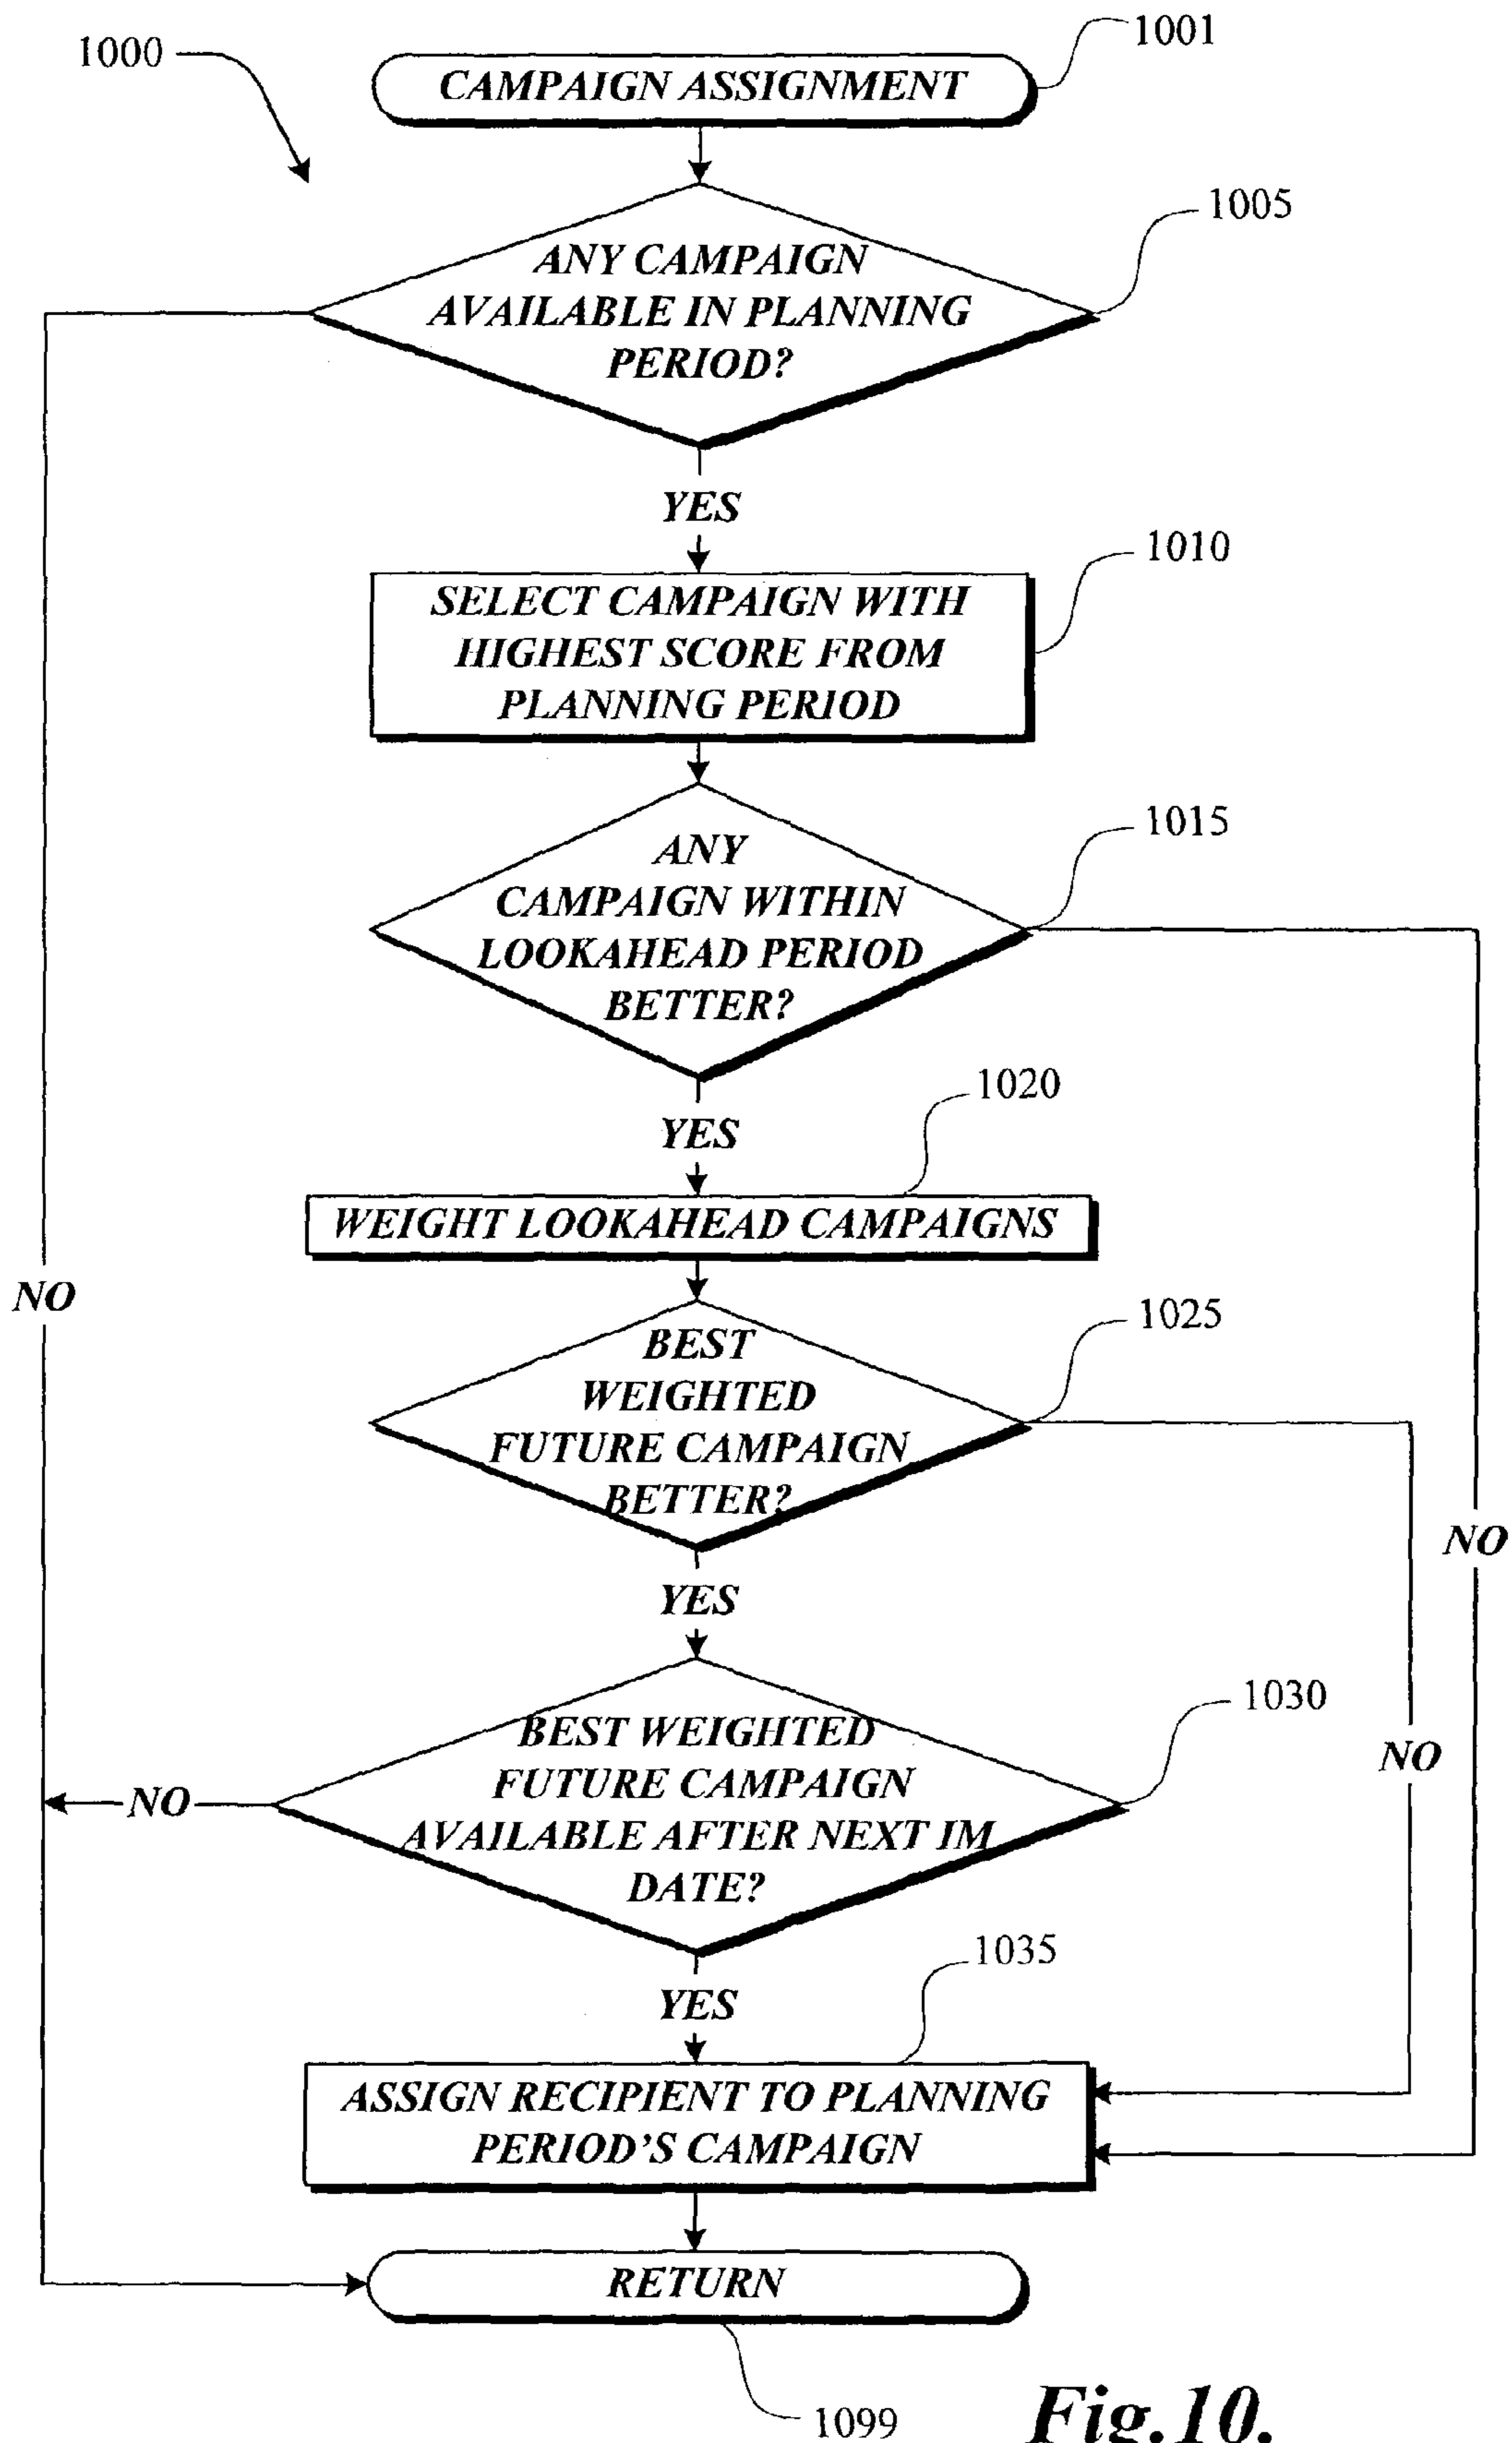 1000
1001
CAMPAIGN ASSIGNMENT
1005
ANY CAMPAIGN
AVAILABLE IN PLANNING
PERIOD?
YES
1010
SELECT CAMPAIGN WITH
HIGHEST SCORE FROM
PLANNING PERIOD
1015
ANY
CAMPAIGN WITHIN
LOOKAHEAD PERIOD
BETTER?
YES
1020
WEIGHT LOOKAHEAD CAMPAIGNS
NO
1025
BEST
WEIGHTED
FUTURE CAMPAIGN
BETTER?
NO
YES
1030
BEST WEIGHTED
FUTURE CAMPAIGN
AVAILABLE AFTER NEXT IM
DATE?
NO
NO
YES
1035
ASSIGN RECIPIENT TO PLANNING
PERIOD'S CAMPAIGN
RETURN
1099
Fig.10.